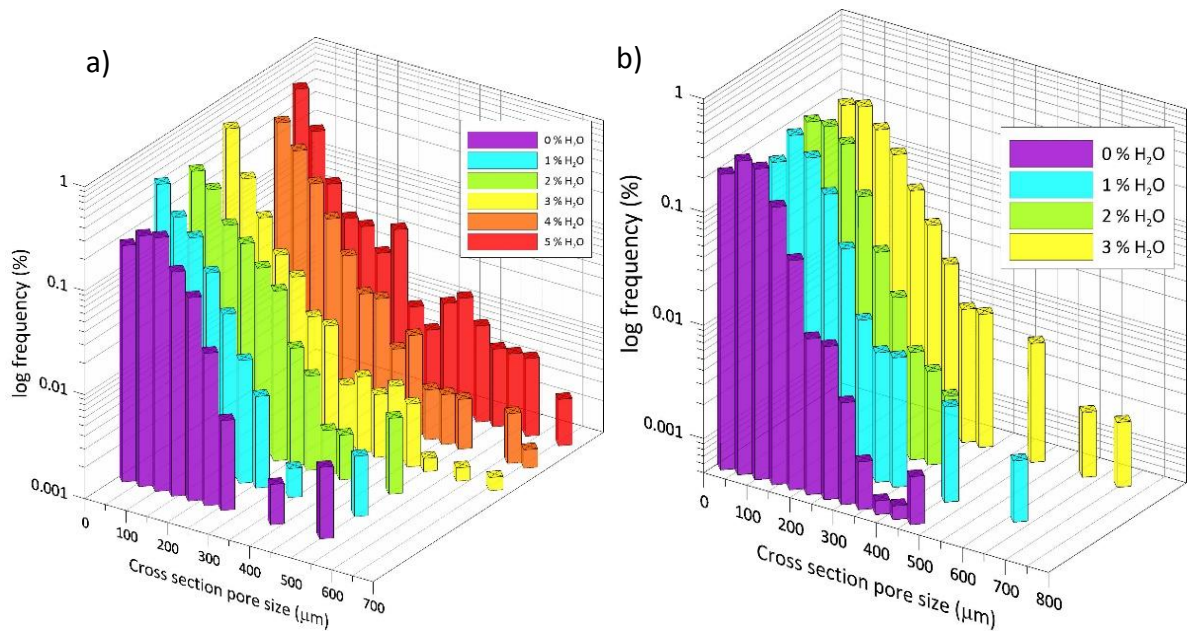 a)
1
0.1
0.01
0.001
log frequency (%)
0
100
200
300
400
500
600
700
Cross section pore size (μm)
0 % H₂O
1 % H₂O
2 % H₂O
3 % H₂O
4 % H₂O
5 % H₂O
b)
1
0.1
0.01
0.001
log frequency (%)
0
100
200
300
400
500
600
700
800
Cross section pore size (μm)
0 % H₂O
1 % H₂O
2 % H₂O
3 % H₂O